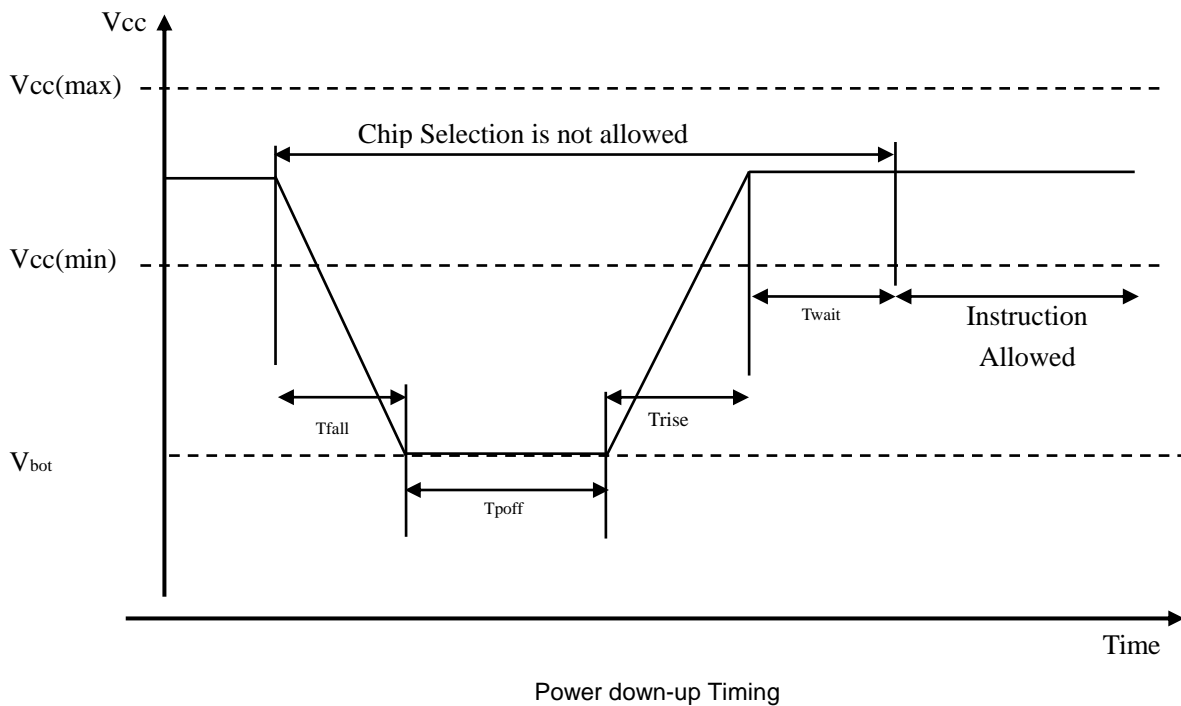 Vcc
Vcc(max)
Chip Selection is not allowed
Vcc(min)
Twait
Instruction
Allowed
Tfall
Trise
Vbot
Tpoff
Time
Power down-up Timing